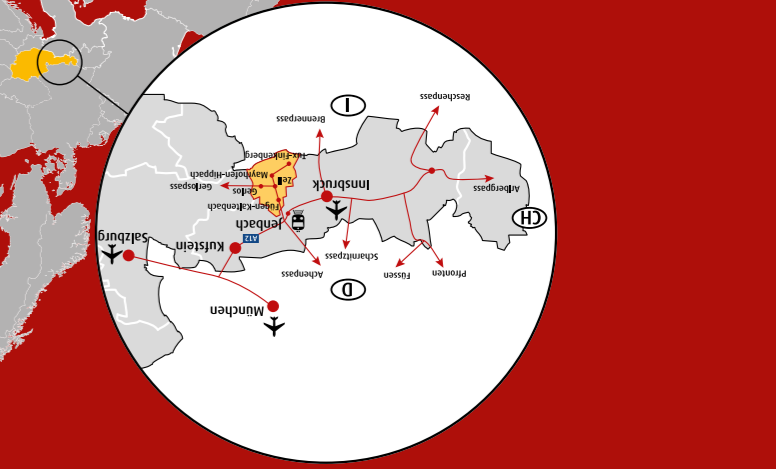 München
D
Pfronten
Füssen
Scharnitzpass
Achenpass
Salzburg
Kufstein
A12
Jenbach
CH
Arlbergpass
Innsbruck
Fügen-Kaltenbach
Gerlospass
Gerlos
Zell
Mayrhofen-Hippach
Tux-Finkenberg
Brennerpass
I
Reschenpass